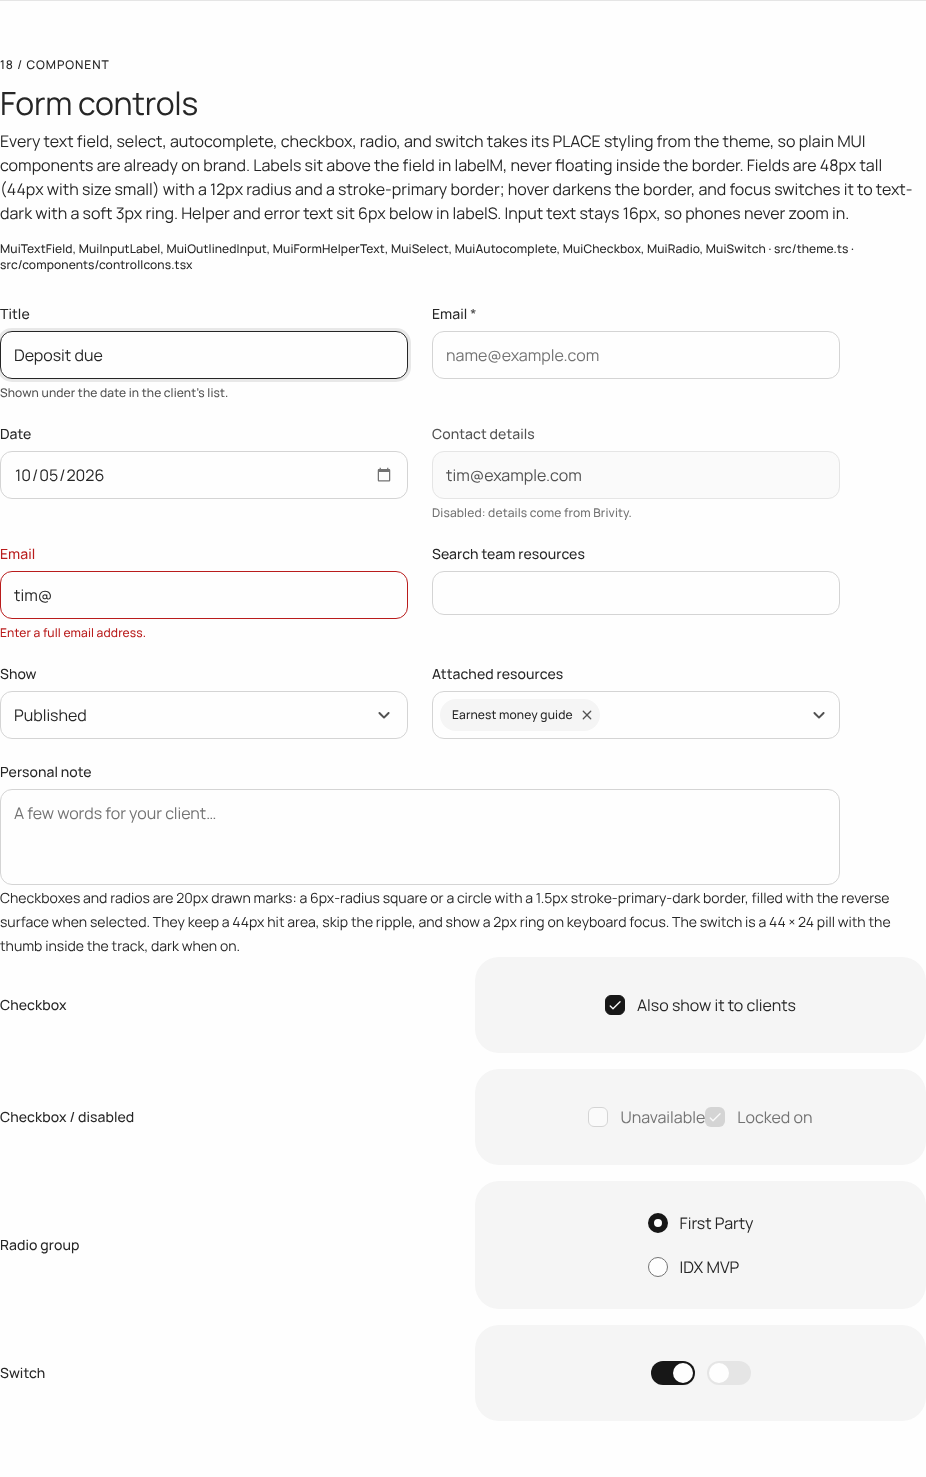 18 / COMPONENT
Form controls
Every text field, select, autocomplete, checkbox, radio, and switch takes its PLACE styling from the theme, so plain MUI
components are already on brand. Labels sit above the field in labelM, never floating inside the border. Fields are 48px tall
(44px with size small) with a 12px radius and a stroke-primary border; hover darkens the border, and focus switches it to text-
dark with a soft 3px ring. Helper and error text sit 6px below in labelS. Input text stays 16px, so phones never zoom in.
MuiTextField, MuiInputLabel, MuiOutlinedInput, MuiFormHelperText, MuiSelect, MuiAutocomplete, MuiCheckbox, MuiRadio, MuiSwitch · src/theme.ts ·
src/components/controlIcons.tsx
Title
Deposit due
Shown under the date in the client's list.
Email *
name@example.com
Date
10/05/2026
Contact details
tim@example.com
Disabled: details come from Brivity.
Email
tim@
Enter a full email address.
Search team resources
Show
Published
Attached resources
Earnest money guide
Personal note
A few words for your client…
Checkboxes and radios are 20px drawn marks: a 6px-radius square or a circle with a 1.5px stroke-primary-dark border, filled with the reverse
surface when selected. They keep a 44px hit area, skip the ripple, and show a 2px ring on keyboard focus. The switch is a 44 × 24 pill with the
thumb inside the track, dark when on.
Checkbox
Also show it to clients
Checkbox / disabled
Unavailable
Locked on
Radio group
First Party
IDX MVP
Switch